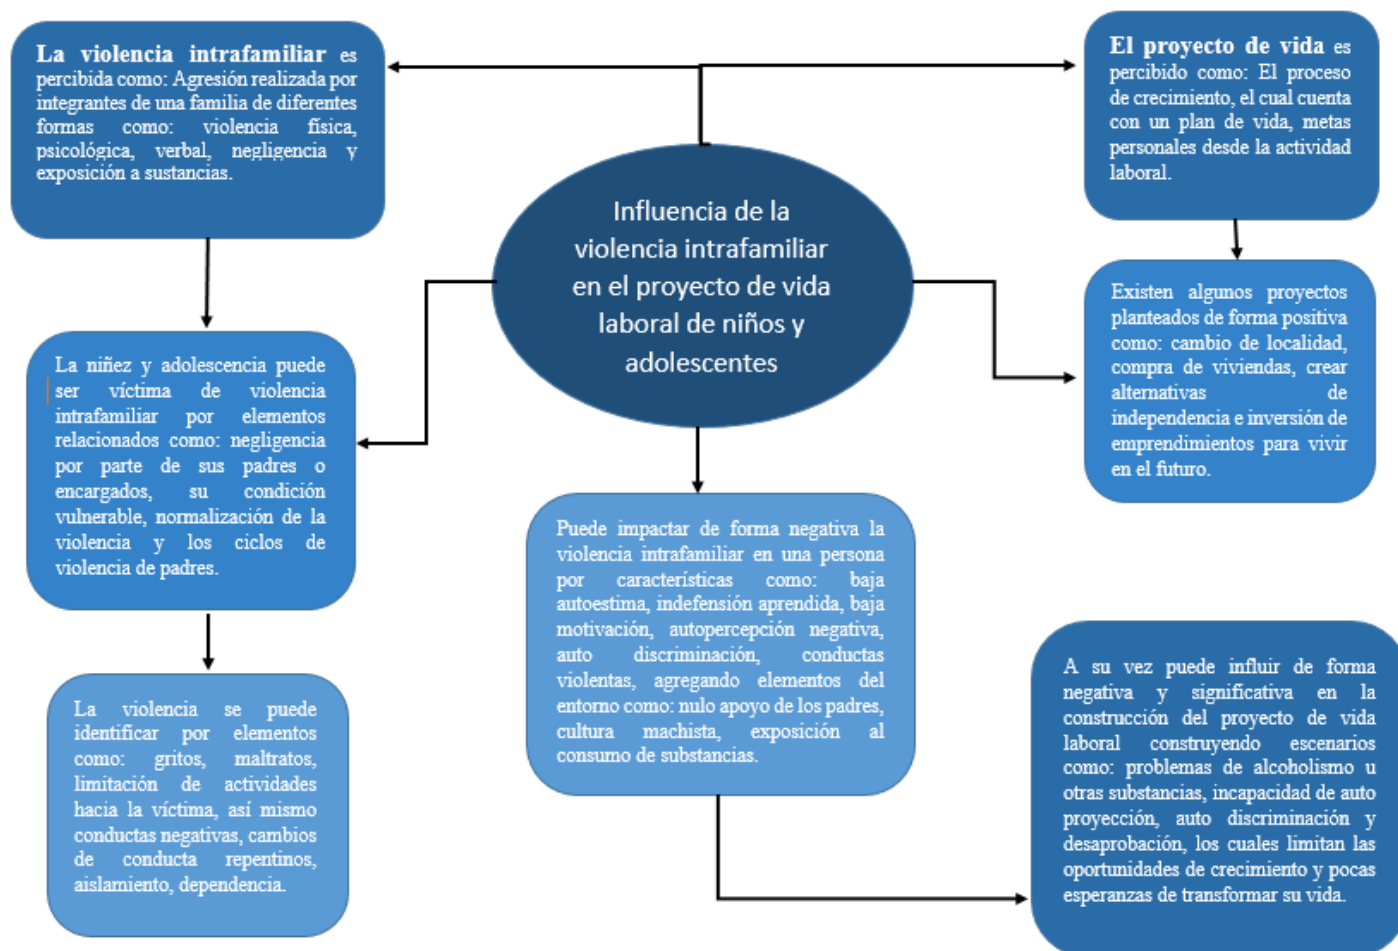 La violencia intrafamiliar es
percibida como: Agresión realizada por
integrantes de una familia de diferentes
formas como: violencia física,
psicológica, verbal, negligencia y
exposición a sustancias.
El proyecto de vida es
percibido como: El proceso
de crecimiento, el cual cuenta
con un plan de vida, metas
personales desde la actividad
laboral.
Influencia de la
violencia intrafamiliar
en el proyecto de vida
laboral de niños y
adolescentes
Existen algunos proyectos
planteados de forma positiva
como: cambio de localidad,
compra de viviendas, crear
alternativas de
independencia e inversión de
emprendimientos para vivir
en el futuro.
La niñez y adolescencia puede
ser víctima de violencia
intrafamiliar por elementos
relacionados como: negligencia
por parte de sus padres o
encargados, su condición
vulnerable, normalización de la
violencia y los ciclos de
violencia de padres.
Puede impactar de forma negativa la
violencia intrafamiliar en una persona
por características como: baja
autoestima, indefensión aprendida, baja
motivación, autopercepción negativa,
auto discriminación, conductas
violentas, agregando elementos del
entorno como: nulo apoyo de los padres,
cultura machista, exposición al
consumo de substancias.
La violencia se puede
identificar por elementos
como: gritos, maltratos,
limitación de actividades
hacia la víctima, así mismo
conductas negativas, cambios
de conducta repentinos,
aislamiento, dependencia.
A su vez puede influir de forma
negativa y significativa en la
construcción del proyecto de vida
laboral construyendo escenarios
como: problemas de alcoholismo u
otras substancias, incapacidad de auto
proyección, auto discriminación y
desaprobación, los cuales limitan las
oportunidades de crecimiento y pocas
esperanzas de transformar su vida.